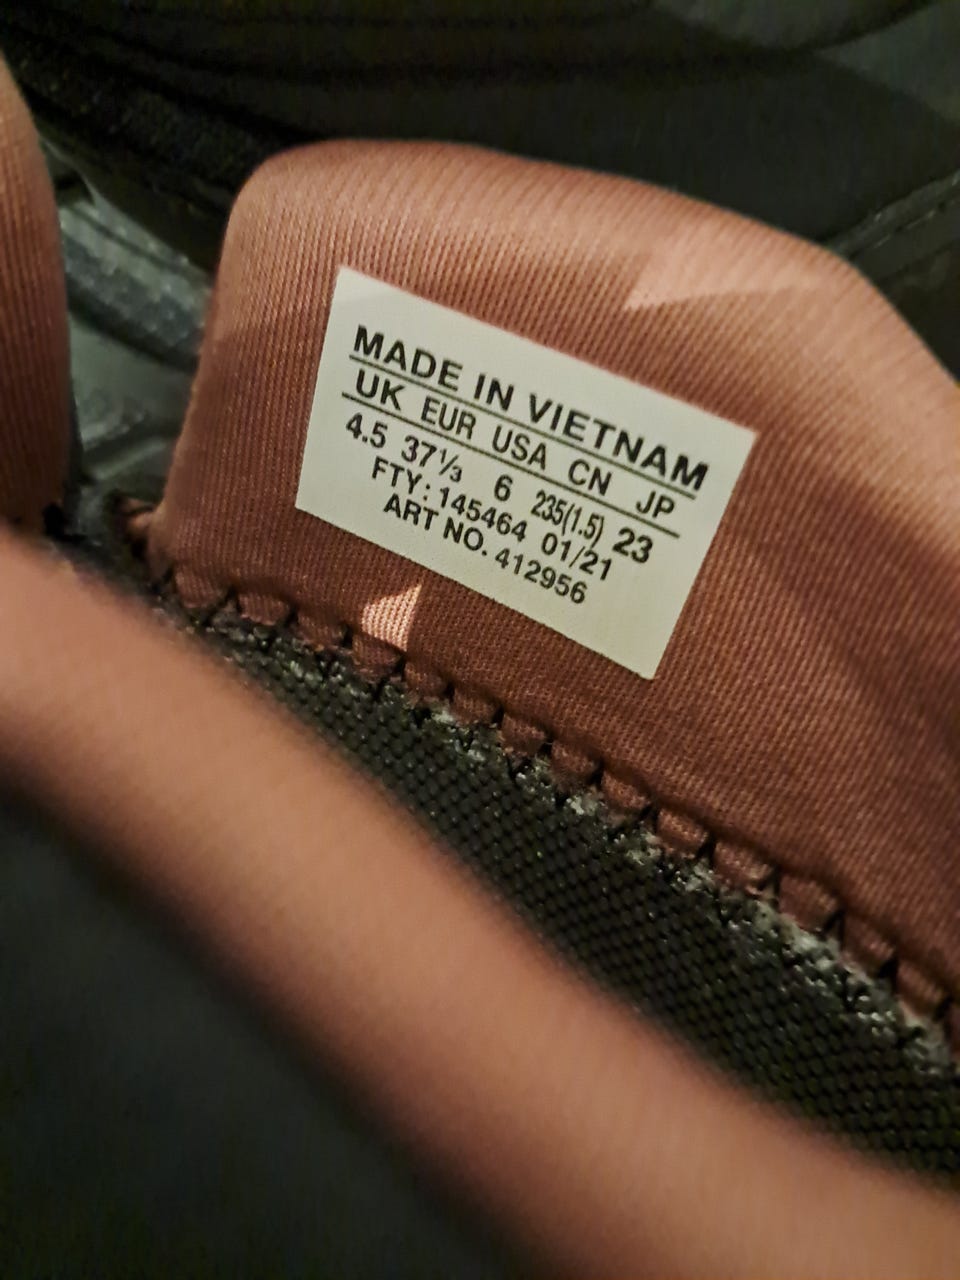 MADE IN VIETNAM
UK EUR USA CN JP
4.5 37⅓ 6 235(1.5) 23
FTY: 145464 01/21
ART NO. 412956